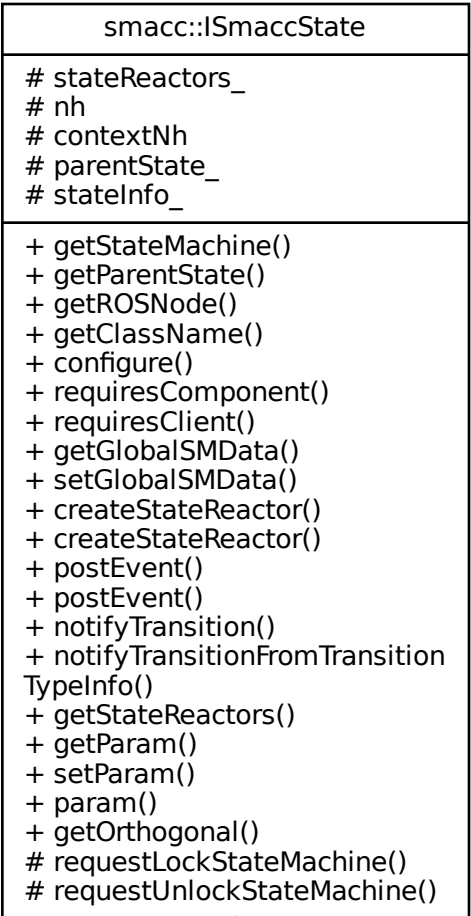 smacc::ISmaccState
# stateReactors_
# nh
# contextNh
# parentState_
# stateInfo_
+ getStateMachine()
+ getParentState()
+ getROSNode()
+ getClassName()
+ configure()
+ requiresComponent()
+ requiresClient()
+ getGlobalSMData()
+ setGlobalSMData()
+ createStateReactor()
+ createStateReactor()
+ postEvent()
+ postEvent()
+ notifyTransition()
+ notifyTransitionFromTransition
TypeInfo()
+ getStateReactors()
+ getParam()
+ setParam()
+ param()
+ getOrthogonal()
# requestLockStateMachine()
# requestUnlockStateMachine()